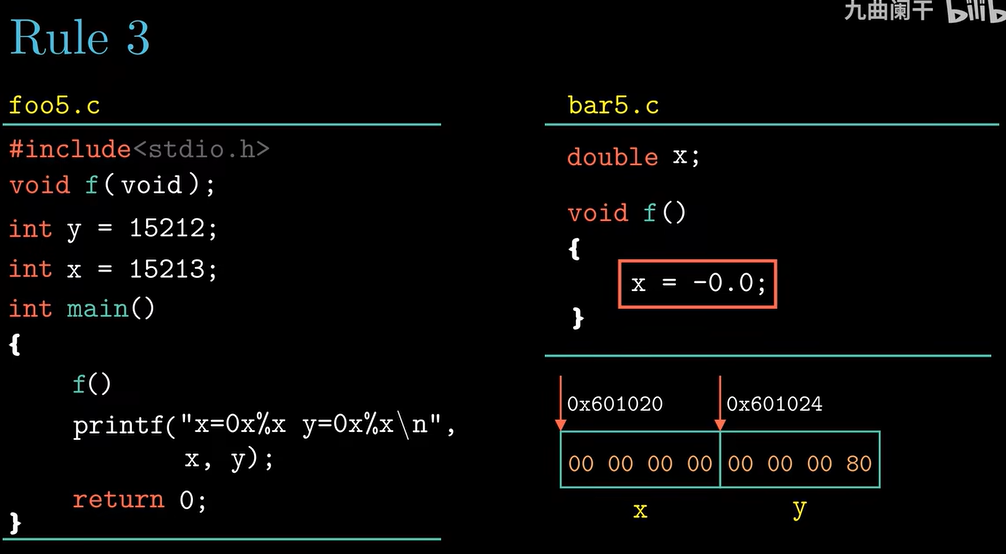 九曲阑干 bilib
Rule 3
foo5.c
#include<stdio.h>
void f(void);
int y = 15212;
int x = 15213;
int main()
{
f()
printf("x=0x%x y=0x%x\n",
x, y);
return 0;
}
bar5.c
double x;
void f()
{
x = -0.0;
}
0x601020 0x601024
00 00 00 00 00 00 00 80
x y